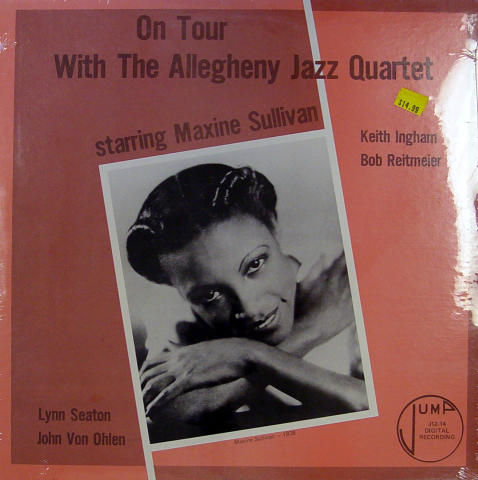 On Tour
With The Allegheny Jazz Quartet
$14.99
starring Maxine Sullivan
Keith Ingham
Bob Reitmeier
Lynn Seaton
John Von Ohlen
Maxine Sullivan - 1938
JUMP
J12-14
DIGITAL
RECORDING